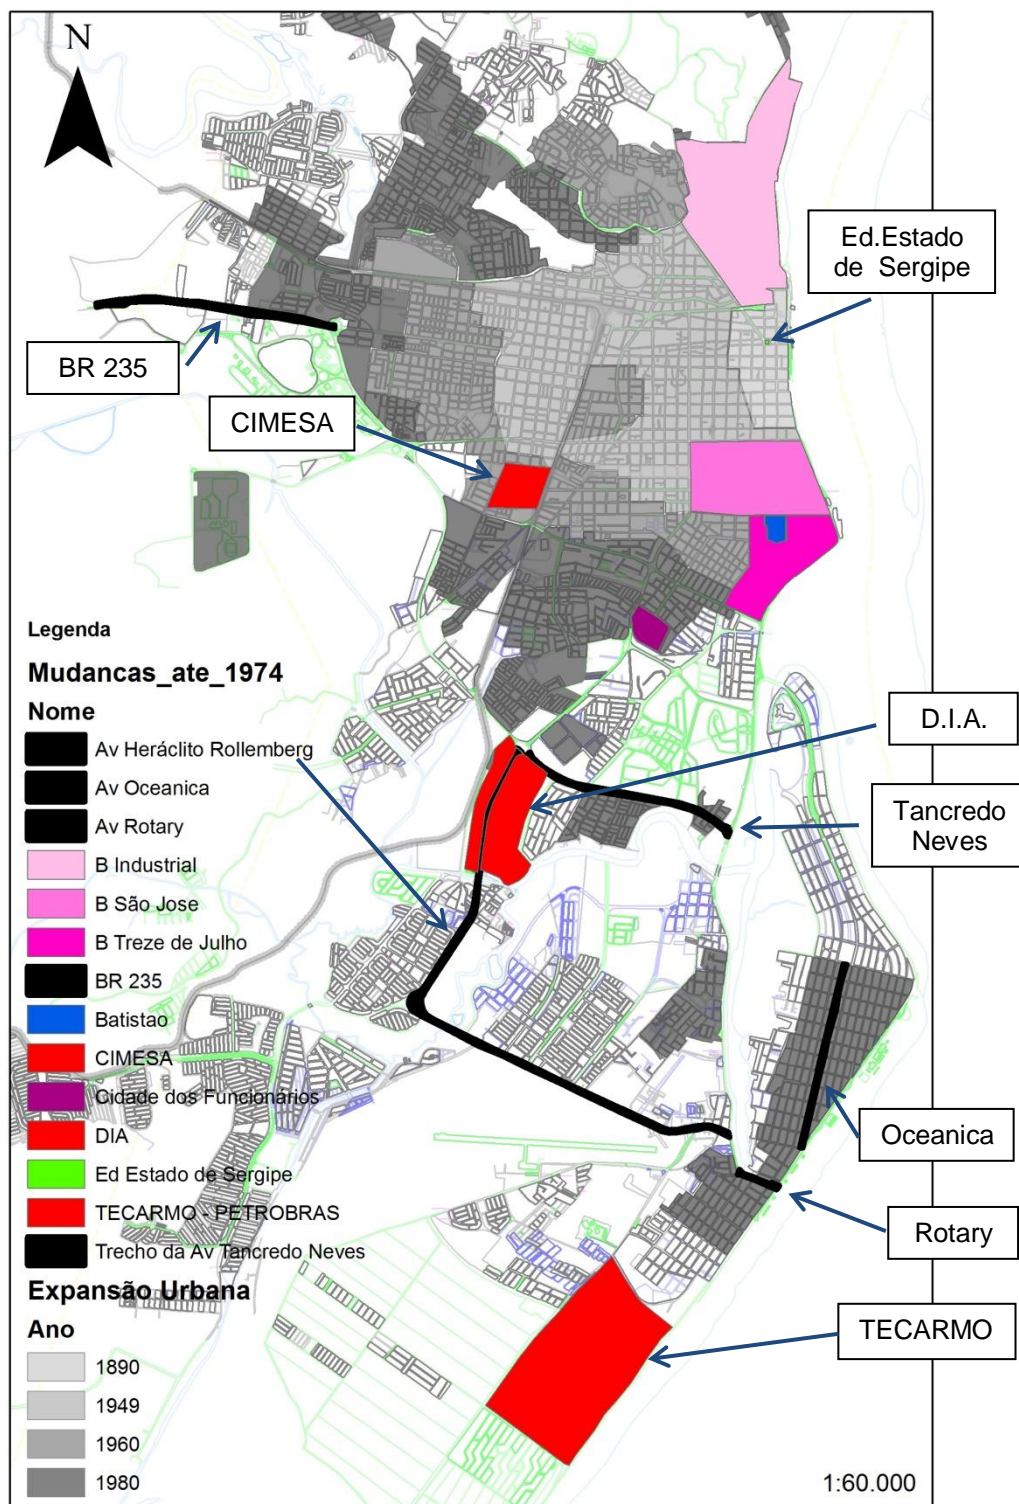 N
Ed.Estado
de Sergipe
BR 235
CIMESA
Legenda
Mudancas_ate_1974
Nome
Av Heráclito Rollemberg
Av Oceanica
Av Rotary
B Industrial
B São Jose
B Treze de Julho
BR 235
Batistao
CIMESA
Cidade dos Funcionários
DIA
Ed Estado de Sergipe
TECARMO - PETROBRAS
Trecho da Av Tancredo Neves
Expansão Urbana
Ano
1890
1949
1960
1980
D.I.A.
Tancredo
Neves
Oceanica
Rotary
TECARMO
1:60.000